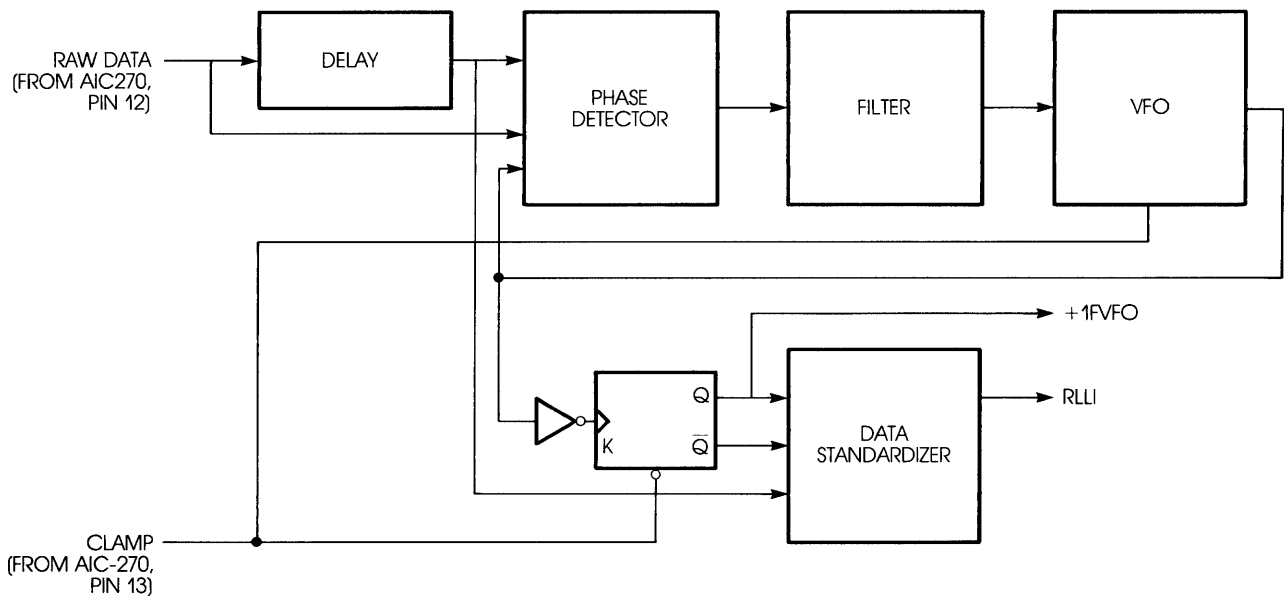 RAW DATA
(FROM AIC270,
PIN 12)
DELAY
PHASE
DETECTOR
FILTER
VFO
+1FVFO
Q
K
Q̅
DATA
STANDARDIZER
RLLI
CLAMP
(FROM AIC-270,
PIN 13)